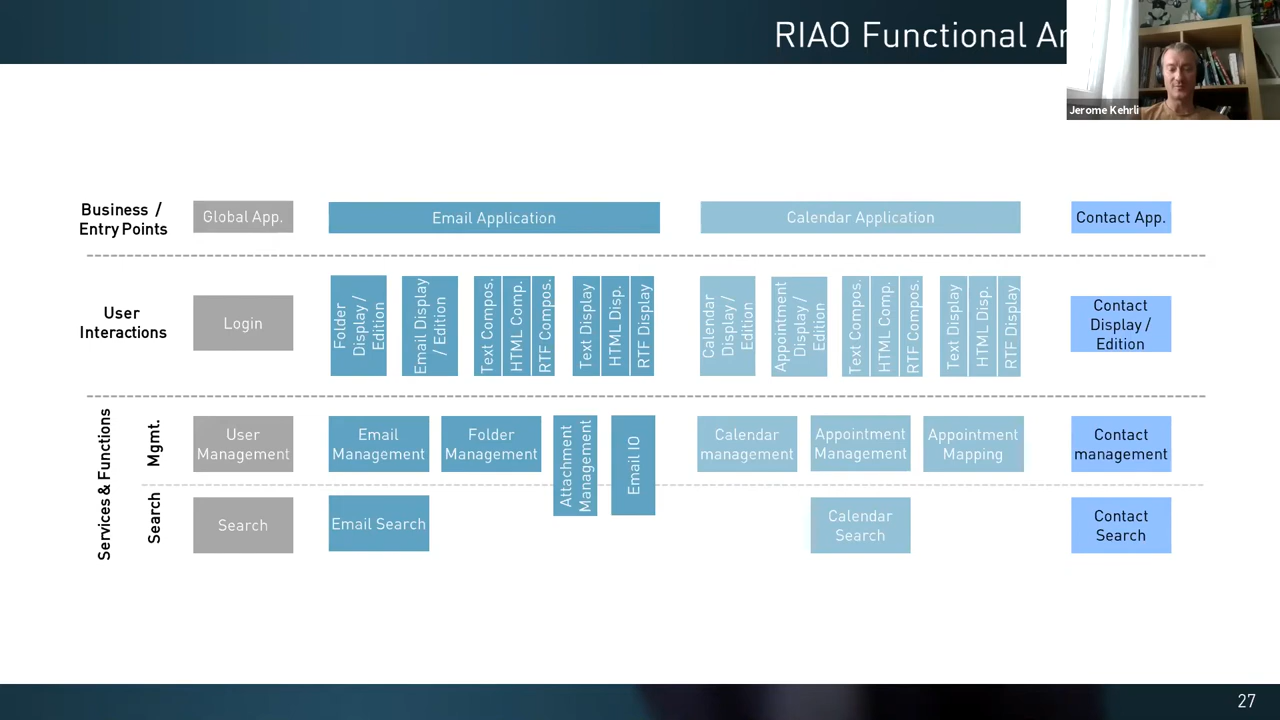 RIAO Functional
Jerome Kehrli
Business /
Entry Points
Global App.
Email Application
Calendar Application
Contact App.
User
Interactions
Login
Folder
Display /
Edition
Email Display
/ Edition
Text Compos.
HTML Comp.
RTF Compos.
Text Display
HTML Disp.
RTF Display
Calendar
Display /
Edition
Appointment
Display /
Edition
Text Compos.
HTML Comp.
RTF Compos.
Text Display
HTML Disp.
RTF Display
Contact
Display /
Edition
Services & Functions
Mgmt.
User
Management
Email
Management
Folder
Management
Attachment
Management
Email IO
Calendar
management
Appointment
Management
Appointment
Mapping
Contact
management
Search
Search
Email Search
Calendar
Search
Contact
Search
27